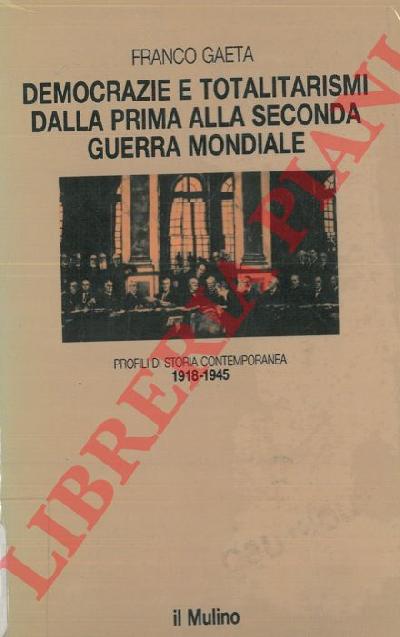 FRANCO GAETA
DEMOCRAZIE E TOTALITARISMI
DALLA PRIMA ALLA SECONDA
GUERRA MONDIALE
PROFILI DI STORIA CONTEMPORANEA
1918-1945
il Mulino
LIBRERIA PIANI